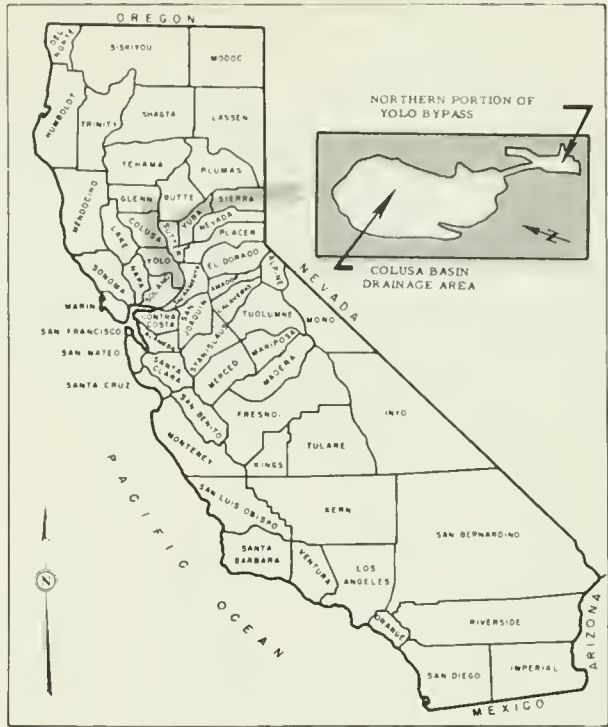 OREGON
DEL NORTE
SISKIYOU
MODOC
HUMBOLDT
TRINITY
SHASTA
LASSEN
NORTHERN PORTION OF
YOLO BYPASS
TEHAMA
PLUMAS
MENDOCINO
GLENN
BUTTE
SIERRA
YUBA
NEVADA
COLUSA
SUTTER
PLACER
LAKE
YOLO
EL DORADO
N
COLUSA BASIN
DRAINAGE AREA
SONOMA
NAPA
SOLANO
SACRAMENTO
AMADOR
ALPINE
CALAVERAS
NEVADA
MARIN
CONTRA
COSTA
SAN
JOAQUIN
TUOLUMNE
MONO
SAN FRANCISCO
ALAMEDA
STANISLAUS
MARIPOSA
SAN MATEO
SANTA
CLARA
MERCED
MADERA
SANTA CRUZ
SAN BENITO
FRESNO
INYO
MONTEREY
KINGS
TULARE
PACIFIC OCEAN
SAN LUIS OBISPO
KERN
SAN BERNARDINO
SANTA
BARBARA
VENTURA
LOS
ANGELES
N
ORANGE
RIVERSIDE
ARIZONA
SAN DIEGO
IMPERIAL
MEXICO